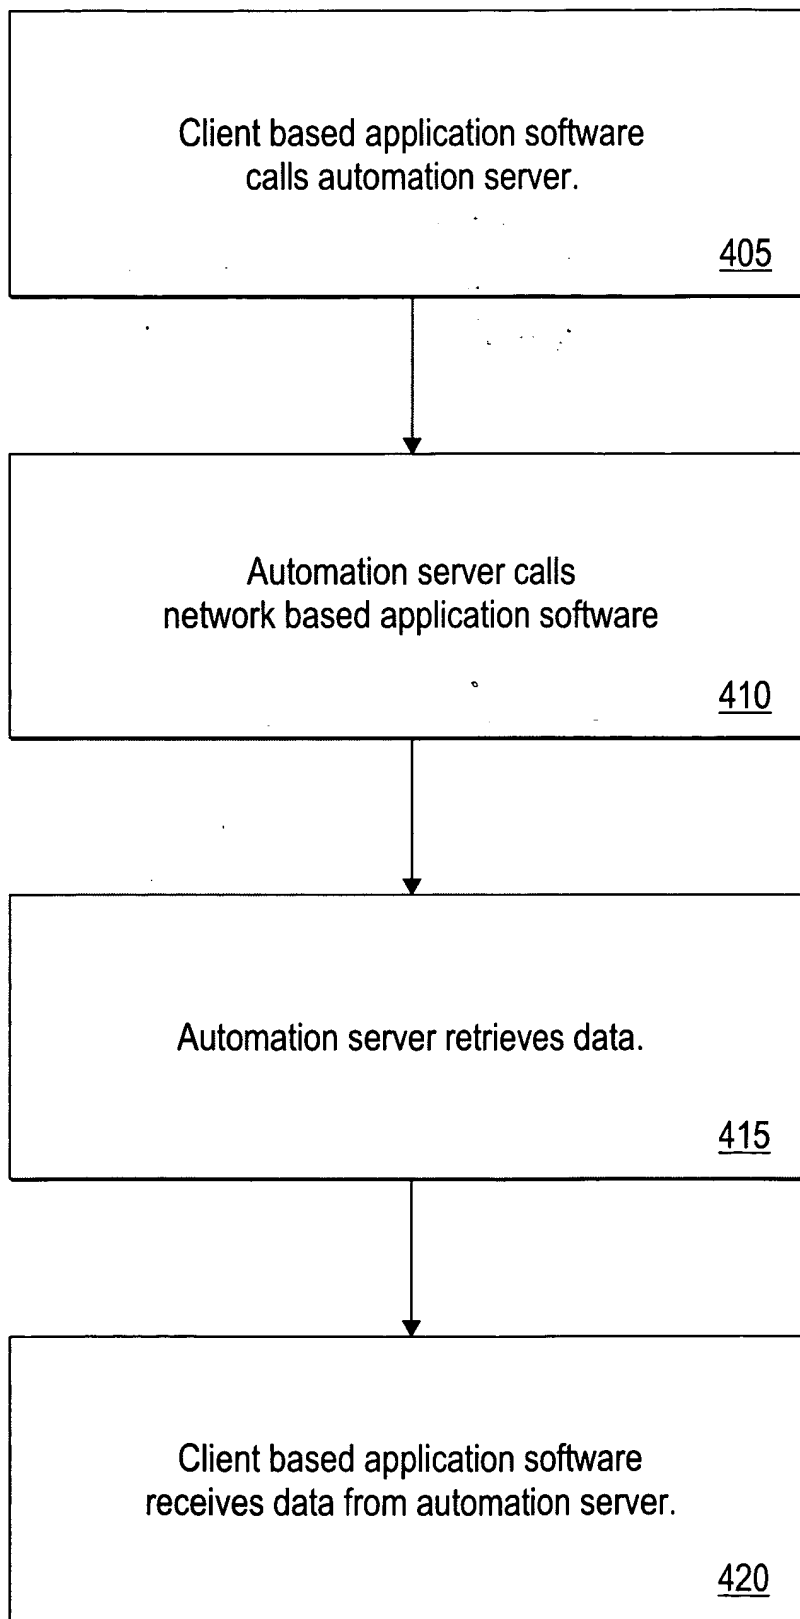 Client based application software
calls automation server.
405
Automation server calls
network based application software
410
Automation server retrieves data.
415
Client based application software
receives data from automation server.
420